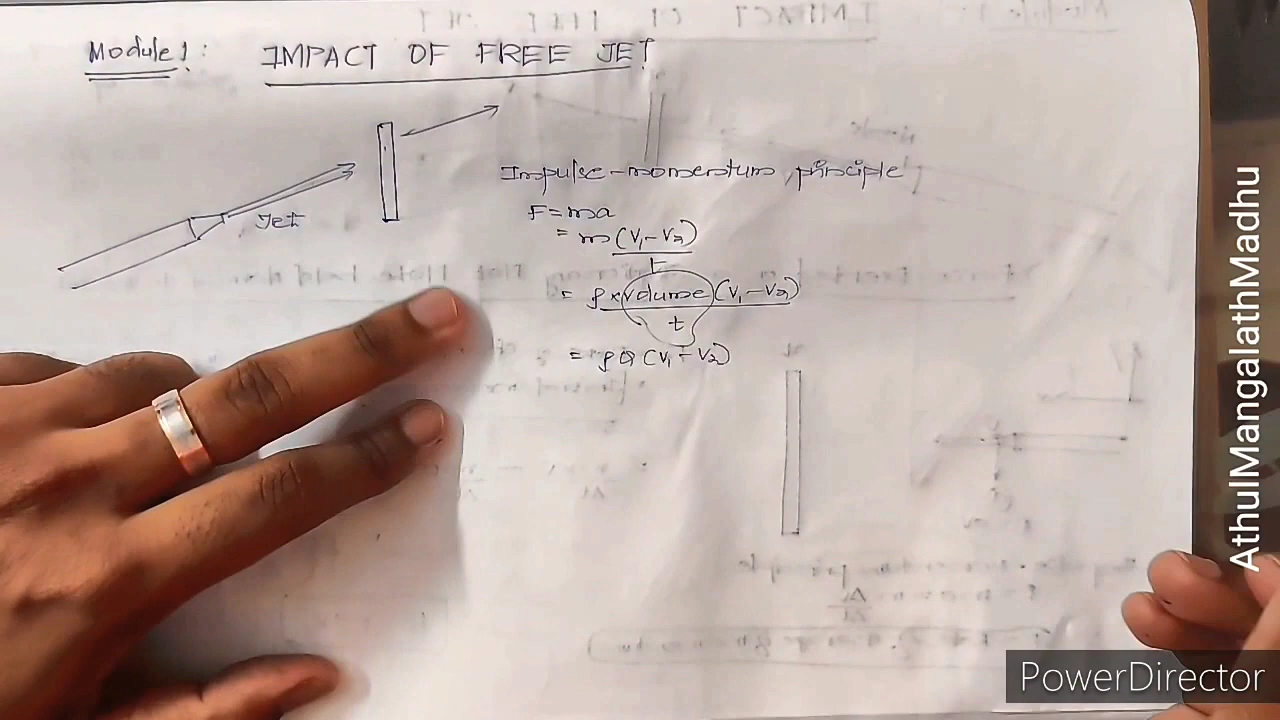 Module 1: IMPACT OF FREE JET
Jet
Impulse-momentum principle,
F = ma
= m (V₁ - V₂)
t
= ρ x volume (V₁ - V₂)
t
= ρ Q (V₁ - V₂)
AthulMangalathMadhu
PowerDirector